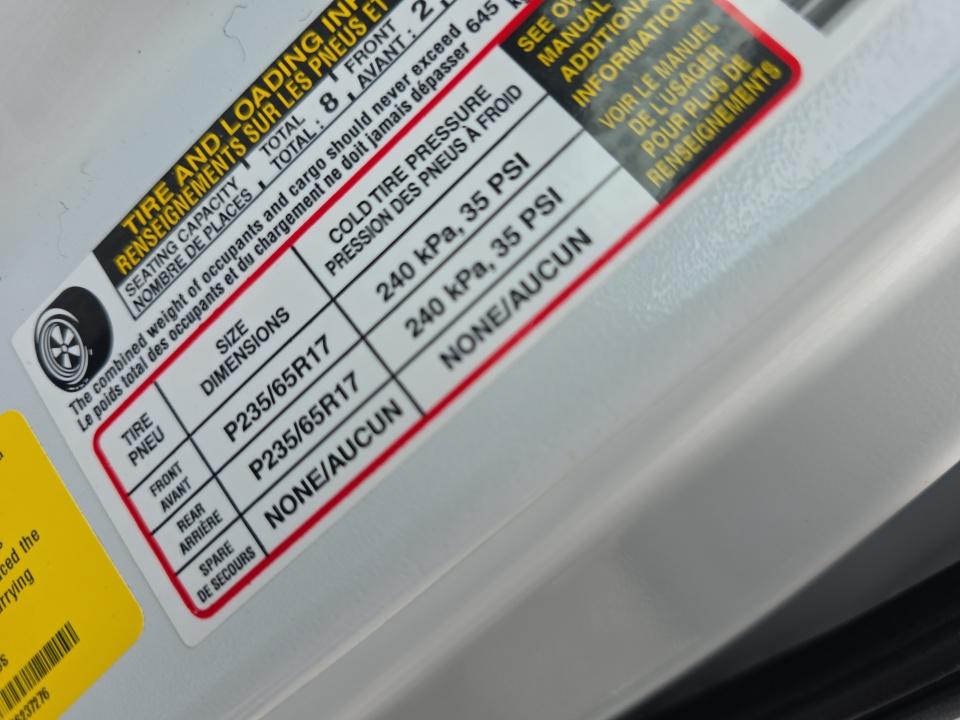 TIRE AND LOADING
RENSEIGNEMENTS SUR LES PNEUS ET
SEATING CAPACITY
NOMBRE DE PLACES
TOTAL
TOTAL : 8
FRONT
AVANT : 2
The combined weight of occupants and cargo should never exceed 645
Le poids total des occupants et du chargement ne doit jamais dépasser
TIRE
PNEU
SIZE
DIMENSIONS
COLD TIRE PRESSURE
PRESSION DES PNEUS À FROID
FRONT
AVANT
P235/65R17
240 kPa, 35 PSI
REAR
ARRIÈRE
P235/65R17
240 kPa, 35 PSI
SPARE
DE SECOURS
NONE/AUCUN
NONE/AUCUN
SEE
MANUAL
ADDITIONAL
INFORMATION
VOIR LE MANUEL
DE L'USAGER
POUR PLUS DE
RENSEIGNEMENTS
the